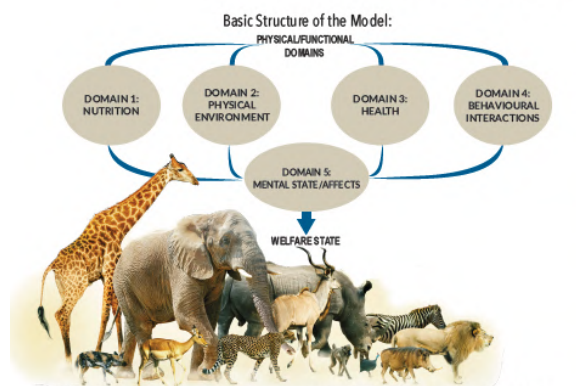 Basic Structure of the Model:
PHYSICAL/FUNCTIONAL
DOMAINS
DOMAIN 1:
NUTRITION
DOMAIN 2:
PHYSICAL
ENVIRONMENT
DOMAIN 3:
HEALTH
DOMAIN 4:
BEHAVIOURAL
INTERACTIONS
DOMAIN 5:
MENTAL STATE/AFFECTS
WELFARE STATE